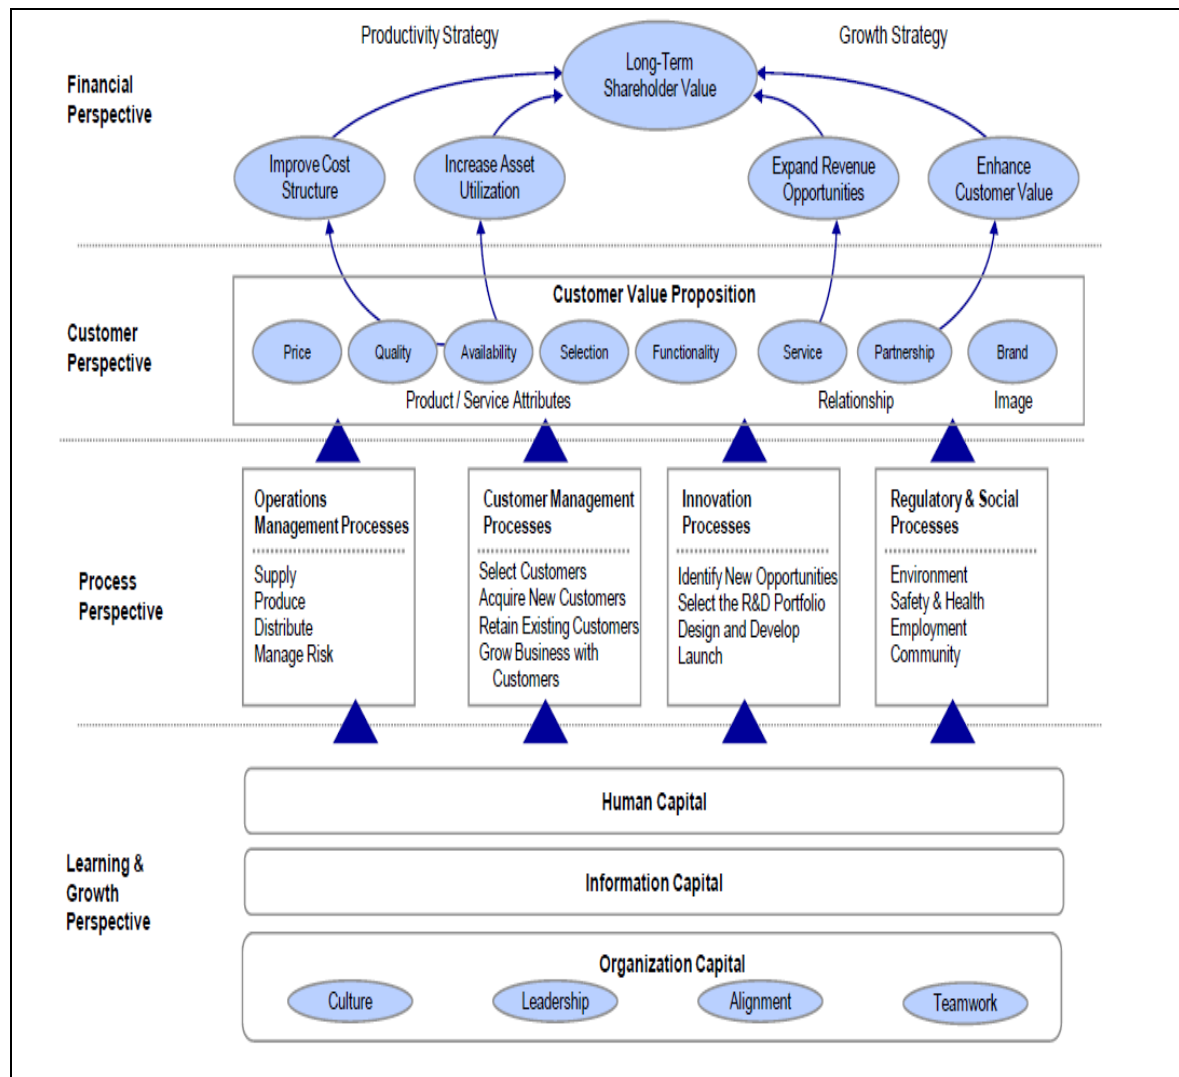 Productivity Strategy
Growth Strategy
Long-Term
Shareholder Value
Financial
Perspective
Improve Cost
Structure
Increase Asset
Utilization
Expand Revenue
Opportunities
Enhance
Customer Value
Customer Value Proposition
Customer
Perspective
Price
Quality
Availability
Selection
Functionality
Service
Partnership
Brand
Product / Service Attributes
Relationship
Image
Process
Perspective
Operations
Management Processes
Supply
Produce
Distribute
Manage Risk
Customer Management
Processes
Select Customers
Acquire New Customers
Retain Existing Customers
Grow Business with
Customers
Innovation
Processes
Identify New Opportunities
Select the R&D Portfolio
Design and Develop
Launch
Regulatory & Social
Processes
Environment
Safety & Health
Employment
Community
Learning &
Growth
Perspective
Human Capital
Information Capital
Organization Capital
Culture
Leadership
Alignment
Teamwork